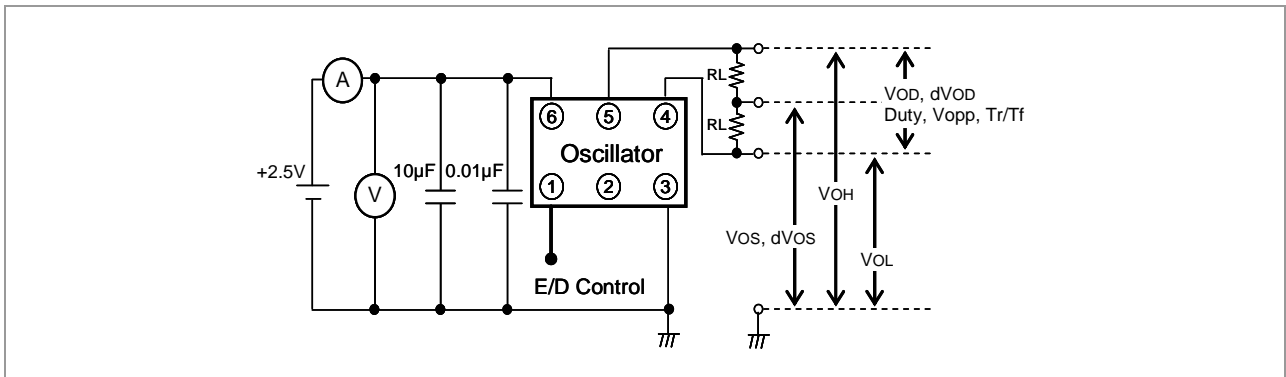 A
RL
VOD, dVOD
Duty, Vopp, Tr/Tf
6 5 4
RL
Oscillator
+2.5V
10µF 0.01µF
V
1 2 3
VOH
VOS, dVOS
VOL
E/D Control